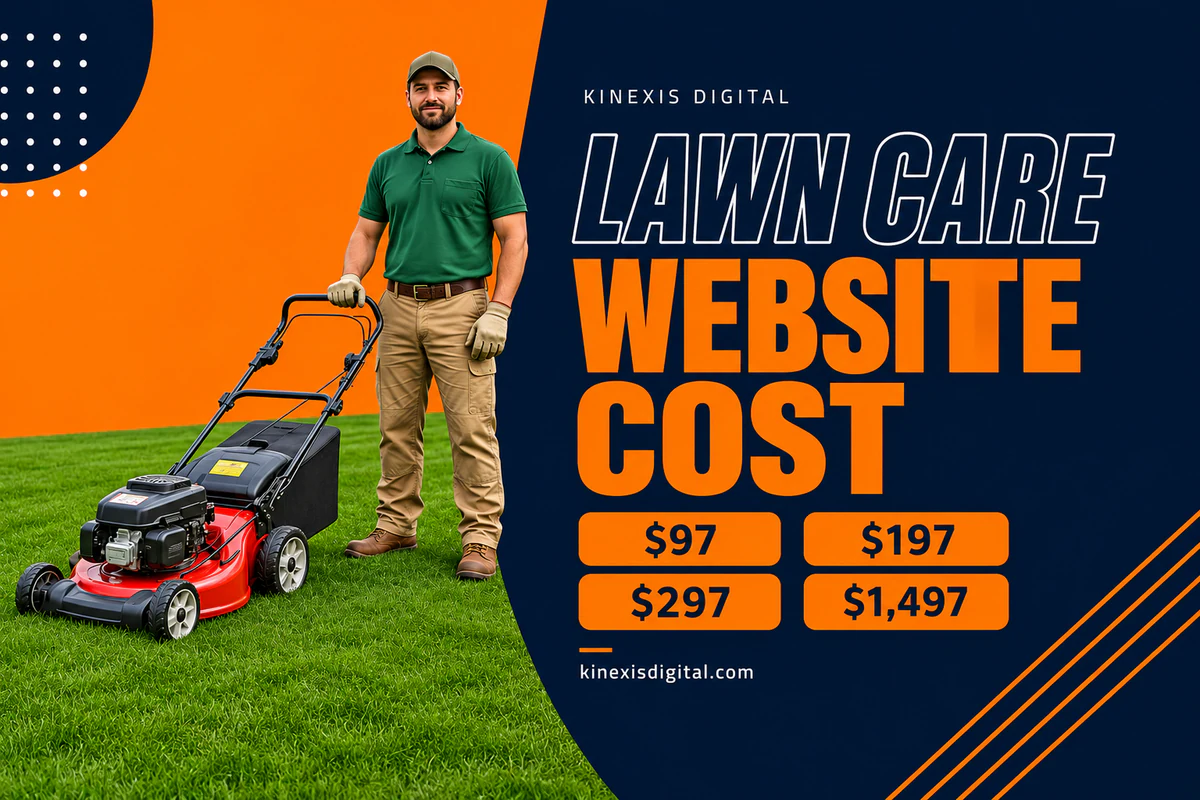 KINEXIS DIGITAL
LAWN CARE
WEBSITE
COST
$97 $197
$297 $1,497
kinexisdigital.com